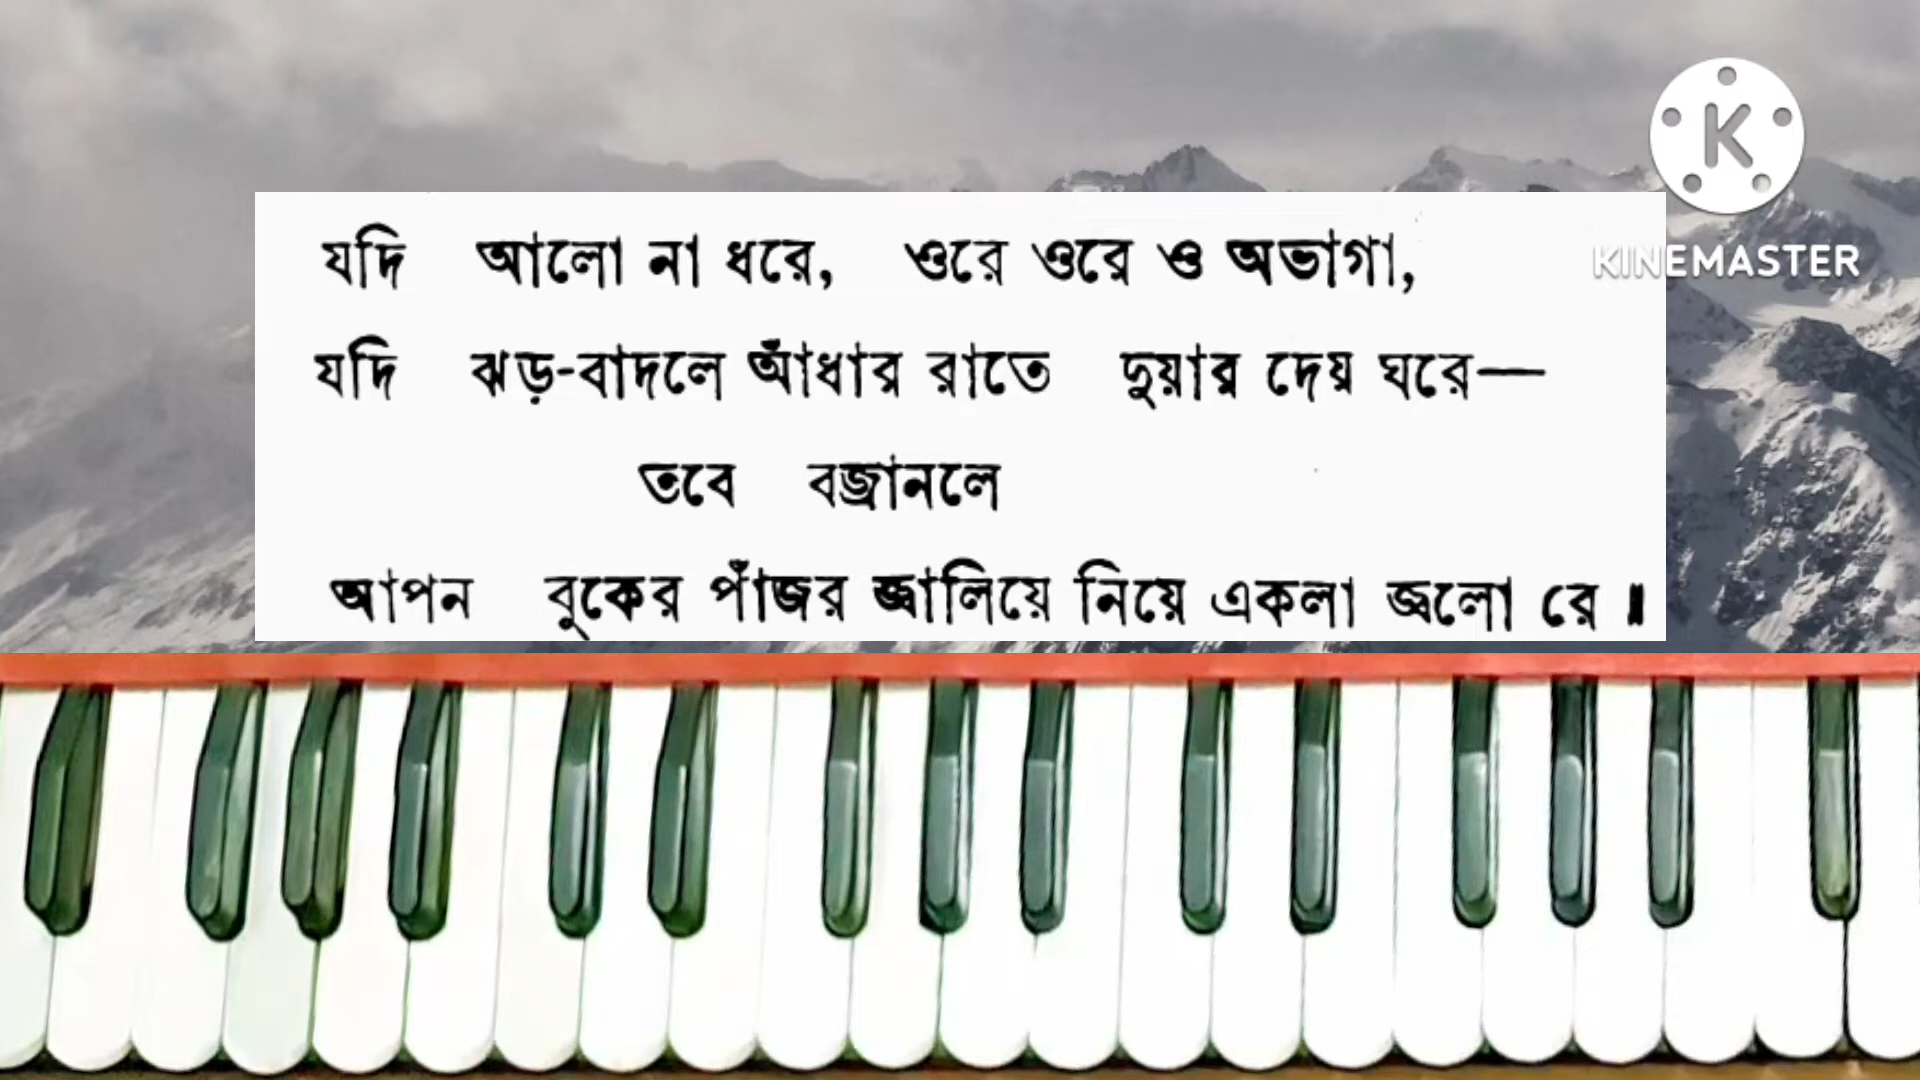 যদি আলো না ধরে, ওরে ওরে ও অভাগা,
যদি ঝড়-বাদলে আঁধার রাতে দুয়ার দেয় ঘরে—
তবে বজ্রানলে
আপন বুকের পাঁজর জ্বালিয়ে নিয়ে একলা জ্বলো রে ॥
K
KINEMASTER